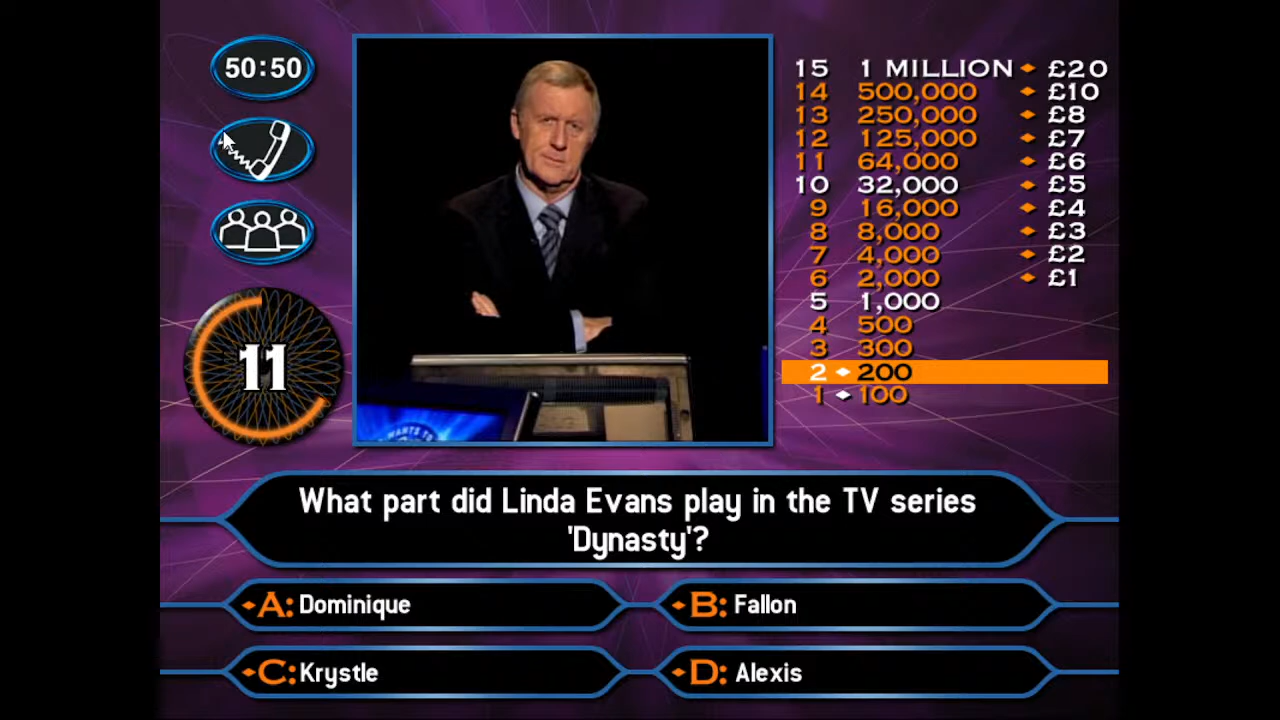 50:50
11
15 1 MILLION £20
14 500,000 £10
13 250,000 £8
12 125,000 £7
11 64,000 £6
10 32,000 £5
9 16,000 £4
8 8,000 £3
7 4,000 £2
6 2,000 £1
5 1,000
4 500
3 300
2 200
1 100
WANTS TO
What part did Linda Evans play in the TV series
'Dynasty'?
A: Dominique
B: Fallon
C: Krystle
D: Alexis